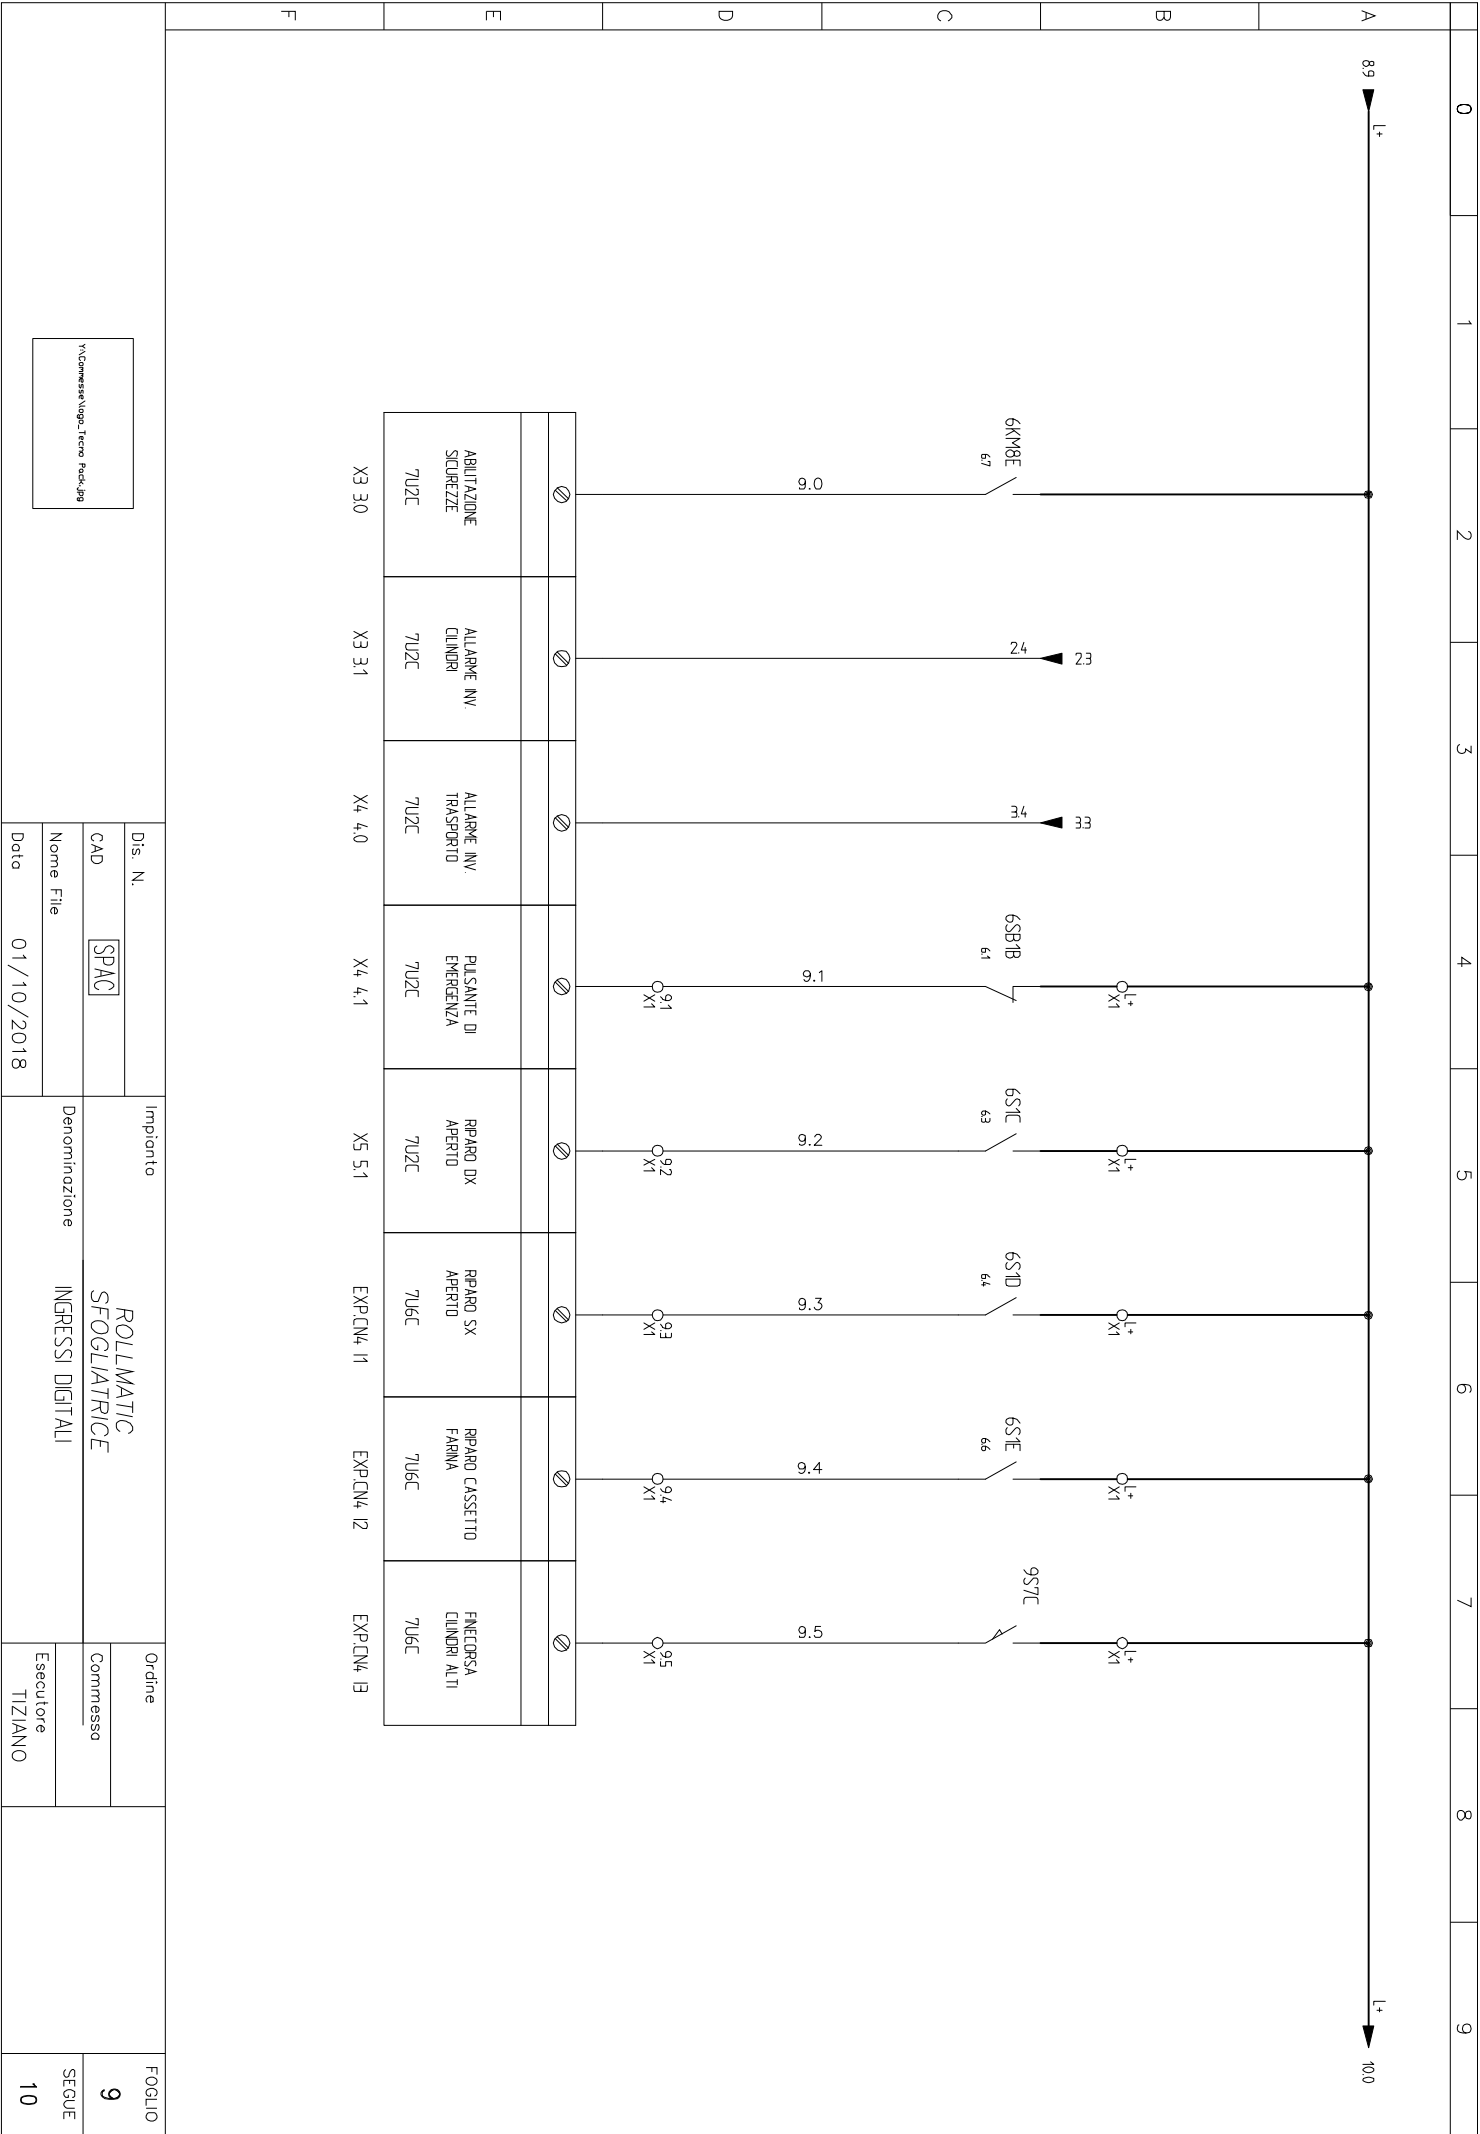 0 1 2 3 4 5 6 7 8 9
A
B
C
D
E
F
8.9
L+
L+
10.0
L+ L+ L+ L+ L+
X1 X1 X1 X1 X1
2.3
3.3
6KM8E
6.7
2.4
3.4
6SB1B
6.1
6S1C
6.3
6S1D
6.4
6S1E
6.6
9S7C
9.0
9.1
9.2
9.3
9.4
9.5
9.1 9.2 9.3 9.4 9.5
X1 X1 X1 X1 X1
ABILITAZIONE
SICUREZZE
7U2C
X3 3.0
ALLARME INV.
CILINDRI
7U2C
X3 3.1
ALLARME INV.
TRASPORTO
7U2C
X4 4.0
PULSANTE DI
EMERGENZA
7U2C
X4 4.1
RIPARO DX
APERTO
7U2C
X5 5.1
RIPARO SX
APERTO
7U6C
EXP.CN4 I1
RIPARO CASSETTO
FARINA
7U6C
EXP.CN4 I2
FINECORSA
CILINDRI ALTI
7U6C
EXP.CN4 I3
Y:\Commesse\logo_Tecno Pack.jpg
Dis. N.
CAD SPAC
Nome File
Data 01/10/2018
Impianto
ROLLMATIC
SFOGLIATRICE
Denominazione INGRESSI DIGITALI
Ordine
Commessa
Esecutore
TIZIANO
FOGLIO
9
SEGUE
10